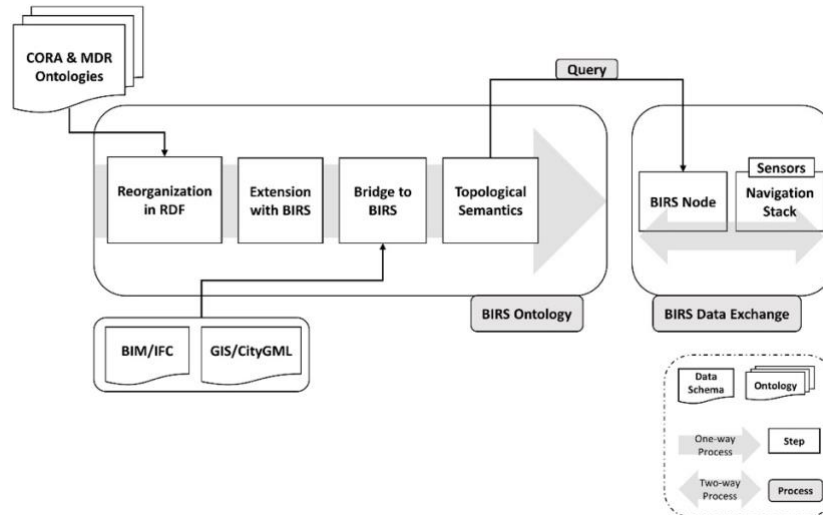 CORA & MDR
Ontologies
Query
Reorganization
in RDF
Extension
with BIRS
Bridge to
BIRS
Topological
Semantics
BIRS Node
Sensors
Navigation
Stack
BIRS Ontology
BIRS Data Exchange
BIM/IFC
GIS/CityGML
Data
Schema
Ontology
One-way
Process
Step
Two-way
Process
Process